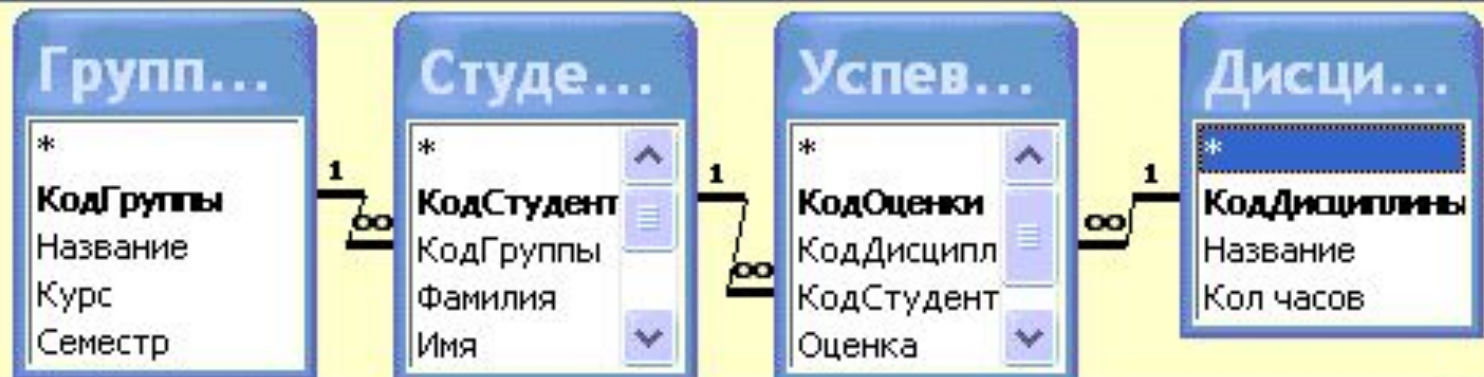 Групп...
*
КодГруппы
Название
Курс
Семестр
1
∞
Студе...
*
КодСтудент
КодГруппы
Фамилия
Имя
1
∞
Успев...
*
КодОценки
КодДисципл
КодСтудент
Оценка
∞
1
Дисци...
*
КодДисциплины
Название
Кол часов